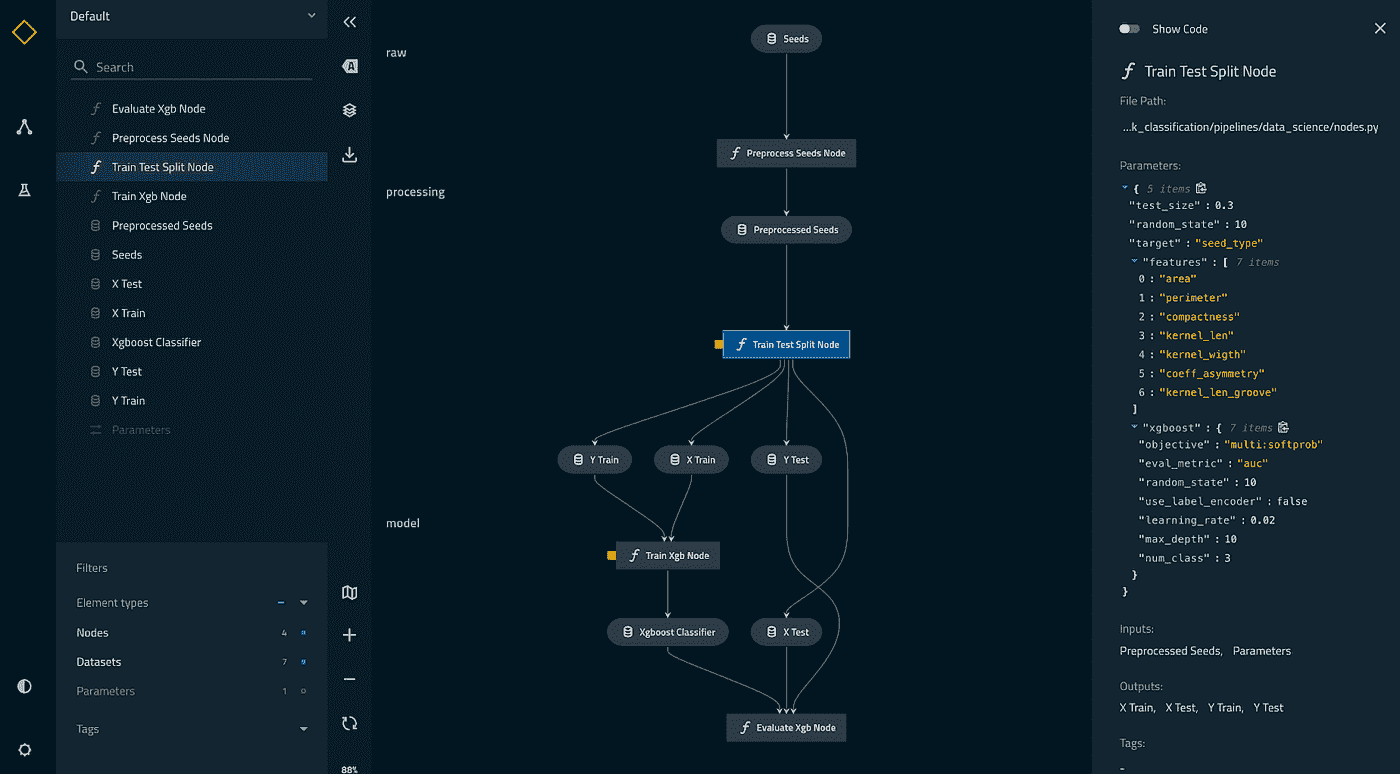 Default
Search
Evaluate Xgb Node
Preprocess Seeds Node
Train Test Split Node
Train Xgb Node
Preprocessed Seeds
Seeds
X Test
X Train
Xgboost Classifier
Y Test
Y Train
Parameters
Filters
Element types
Nodes 4
Datasets 7
Parameters 1
Tags
A
88%
raw
processing
model
Seeds
Preprocess Seeds Node
Preprocessed Seeds
Train Test Split Node
Y Train
X Train
Y Test
Train Xgb Node
Xgboost Classifier
X Test
Evaluate Xgb Node
Show Code
Train Test Split Node
File Path:
...k_classification/pipelines/data_science/nodes.py
Parameters:
{ 5 items
"test_size" : 0.3
"random_state" : 10
"target" : "seed_type"
"features" : [ 7 items
0 : "area"
1 : "perimeter"
2 : "compactness"
3 : "kernel_len"
4 : "kernel_wigth"
5 : "coeff_asymmetry"
6 : "kernel_len_groove"
]
"xgboost" : { 7 items
"objective" : "multi:softprob"
"eval_metric" : "auc"
"random_state" : 10
"use_label_encoder" : false
"learning_rate" : 0.02
"max_depth" : 10
"num_class" : 3
}
}
Inputs:
Preprocessed Seeds, Parameters
Outputs:
X Train, X Test, Y Train, Y Test
Tags:
-